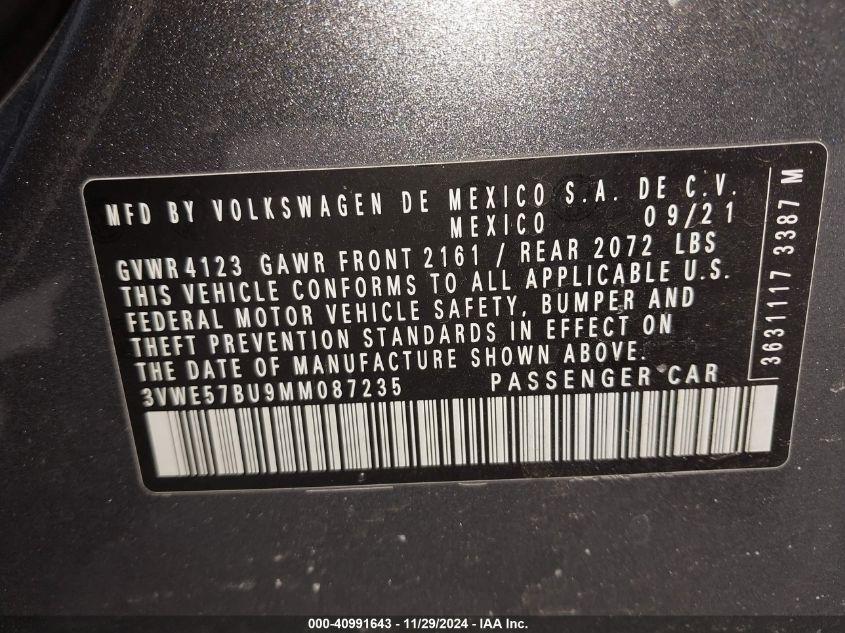 MFD BY VOLKSWAGEN DE MEXICO S.A. DE C.V.
MEXICO 09/21
GVWR 4123 GAWR FRONT 2161 / REAR 2072 LBS
THIS VEHICLE CONFORMS TO ALL APPLICABLE U.S.
FEDERAL MOTOR VEHICLE SAFETY, BUMPER AND
THEFT PREVENTION STANDARDS IN EFFECT ON
THE DATE OF MANUFACTURE SHOWN ABOVE.
3VWE57BU9MM087235 PASSENGER CAR
3631117 3387 M
000-40991643 - 11/29/2024 - IAA Inc.